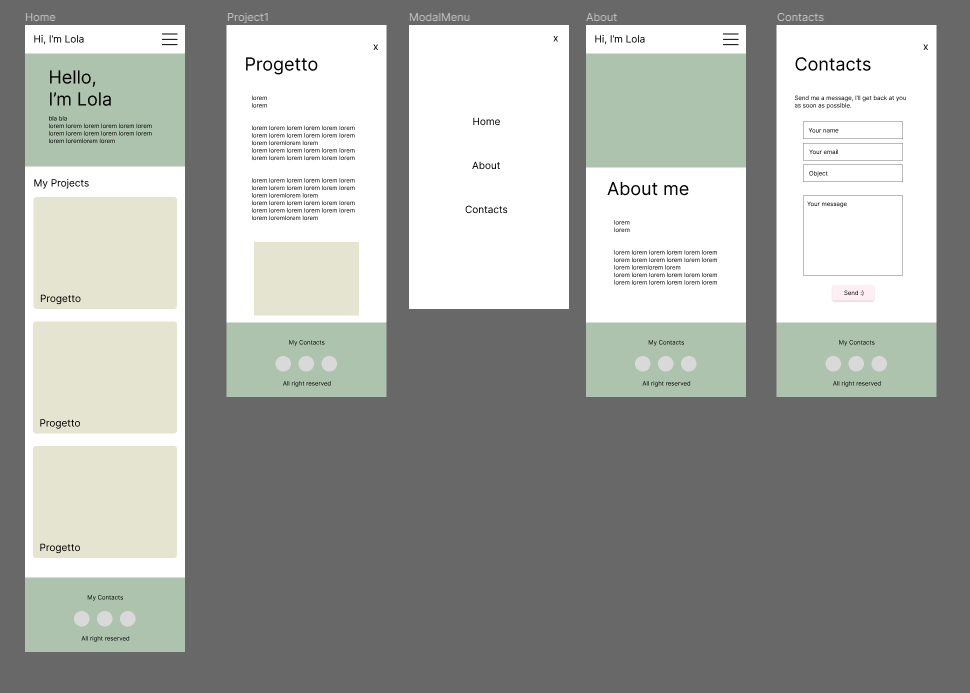 Home
Hi, I'm Lola
Hello,
I'm Lola
bla bla
lorem lorem lorem lorem lorem lorem
lorem lorem lorem lorem lorem lorem
lorem loremlorem lorem
My Projects
Progetto
Progetto
Progetto
My Contacts
All right reserved
Project1
x
Progetto
lorem
lorem
lorem lorem lorem lorem lorem lorem
lorem lorem lorem lorem lorem lorem
lorem loremlorem lorem
lorem lorem lorem lorem lorem lorem
lorem lorem lorem lorem lorem lorem
lorem lorem lorem lorem lorem lorem
lorem lorem lorem lorem lorem lorem
lorem loremlorem lorem
lorem lorem lorem lorem lorem lorem
lorem lorem lorem lorem lorem lorem
lorem loremlorem lorem
My Contacts
All right reserved
ModalMenu
x
Home
About
Contacts
About
Hi, I'm Lola
About me
lorem
lorem
lorem lorem lorem lorem lorem lorem
lorem lorem lorem lorem lorem lorem
lorem loremlorem lorem
lorem lorem lorem lorem lorem lorem
lorem lorem lorem lorem lorem lorem
My Contacts
All right reserved
Contacts
x
Contacts
Send me a message, I'll get back at you
as soon as possible.
Your name
Your email
Object
Your message
Send :)
My Contacts
All right reserved